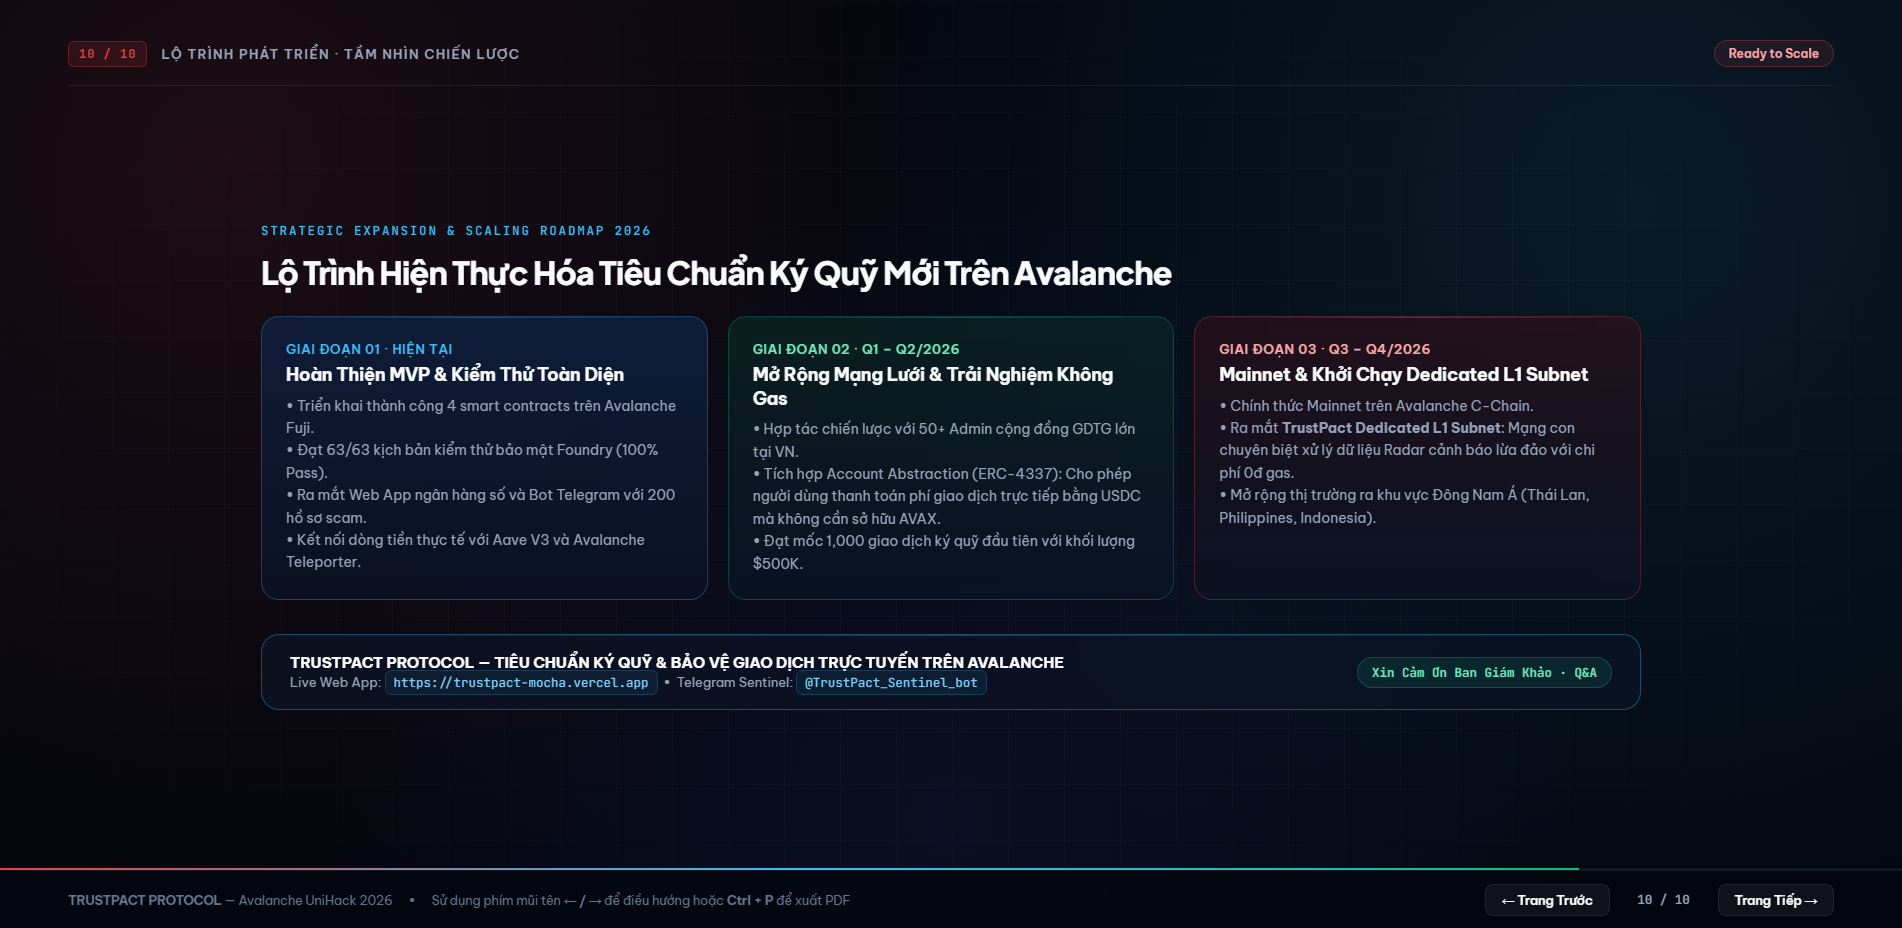 10 / 10 LỘ TRÌNH PHÁT TRIỂN · TẦM NHÌN CHIẾN LƯỢC
Ready to Scale
STRATEGIC EXPANSION & SCALING ROADMAP 2026
Lộ Trình Hiện Thực Hóa Tiêu Chuẩn Ký Quỹ Mới Trên Avalanche
GIAI ĐOẠN 01 · HIỆN TẠI
Hoàn Thiện MVP & Kiểm Thử Toàn Diện
• Triển khai thành công 4 smart contracts trên Avalanche
Fuji.
• Đạt 63/63 kịch bản kiểm thử bảo mật Foundry (100%
Pass).
• Ra mắt Web App ngân hàng số và Bot Telegram với 200
hồ sơ scam.
• Kết nối dòng tiền thực tế với Aave V3 và Avalanche
Teleporter.
GIAI ĐOẠN 02 · Q1 – Q2/2026
Mở Rộng Mạng Lưới & Trải Nghiệm Không
Gas
• Hợp tác chiến lược với 50+ Admin cộng đồng GDTG lớn
tại VN.
• Tích hợp Account Abstraction (ERC-4337): Cho phép
người dùng thanh toán phí giao dịch trực tiếp bằng USDC
mà không cần sở hữu AVAX.
• Đạt mốc 1,000 giao dịch ký quỹ đầu tiên với khối lượng
$500K.
GIAI ĐOẠN 03 · Q3 – Q4/2026
Mainnet & Khởi Chạy Dedicated L1 Subnet
• Chính thức Mainnet trên Avalanche C-Chain.
• Ra mắt TrustPact Dedicated L1 Subnet: Mạng con
chuyên biệt xử lý dữ liệu Radar cảnh báo lừa đảo với chi
phí 0đ gas.
• Mở rộng thị trường ra khu vực Đông Nam Á (Thái Lan,
Philippines, Indonesia).
TRUSTPACT PROTOCOL — TIÊU CHUẨN KÝ QUỸ & BẢO VỆ GIAO DỊCH TRỰC TUYẾN TRÊN AVALANCHE
Live Web App: https://trustpact-mocha.vercel.app • Telegram Sentinel: @TrustPact_Sentinel_bot
Xin Cảm Ơn Ban Giám Khảo · Q&A
TRUSTPACT PROTOCOL — Avalanche UniHack 2026 • Sử dụng phím mũi tên ← / → để điều hướng hoặc Ctrl + P để xuất PDF
← Trang Trước 10 / 10 Trang Tiếp →